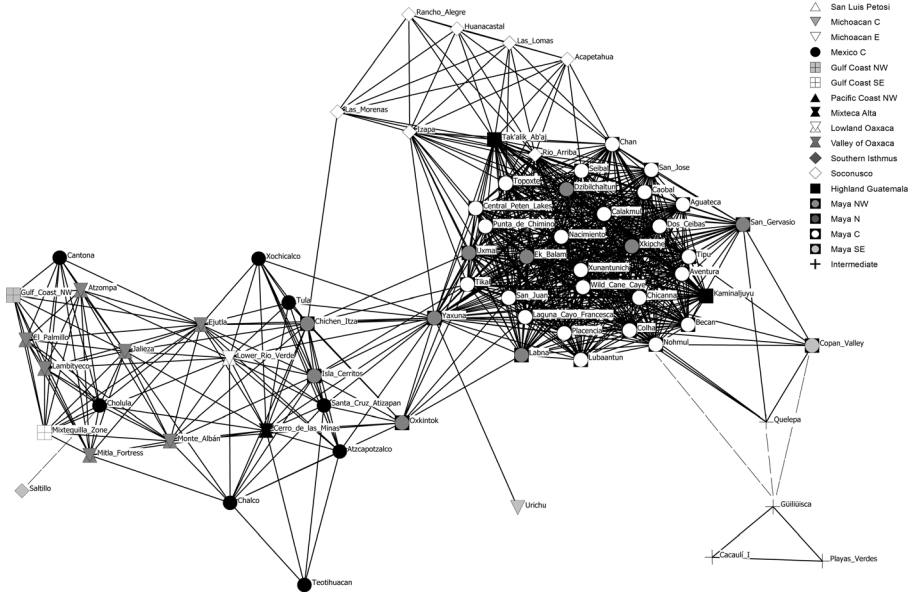 Rancho_Alegre
Huanacastal
Las_Lomas
Acapetahua
Las_Morenas
Izapa
Tak'alik_Ab'aj
Rio_Arriba
Chan
Seibal
San_Jose
Topoxte
Dzibilchaltun
Caobal
Aguateca
Central_Peten_Lakes
Calakmul
Punta_de_Chimino
Dos_Ceibas
San_Gervasio
Nacimiento
Xkipche
Uxmal
Ek_Balam
Tipu
Xunantunich
Aventura
Tikal
Wild_Cane_Caye
San_Juan
Chicanna
Kaminaljuyu
Laguna_Cayo_Francesca
Yaxuna
Becan
Placencia
Colha
Nohmul
Labna
Lubaantun
Copan_Valley
Quelepa
Güiliüisca
Cacaulí_I
Playas_Verdes
Urichu
Cantona
Xochicalco
Atzompa
Gulf_Coast_NW
Tula
Ejutla
Chichen_Itza
El_Palmillo
Jalieza
Lower_Rio_Verde
Lambityeco
Isla_Cerritos
Cholula
Santa_Cruz_Atizapan
Oxkintok
Mixtequilla_Zone
Cerro_de_las_Minas
Monte_Albán
Mitla_Fortress
Atzcapotzalco
Saltillo
Chalco
Teotihuacan
San Luis Petosi
Michoacan C
Michoacan E
Mexico C
Gulf Coast NW
Gulf Coast SE
Pacific Coast NW
Mixteca Alta
Lowland Oaxaca
Valley of Oaxaca
Southern Isthmus
Soconusco
Highland Guatemala
Maya NW
Maya N
Maya C
Maya SE
Intermediate